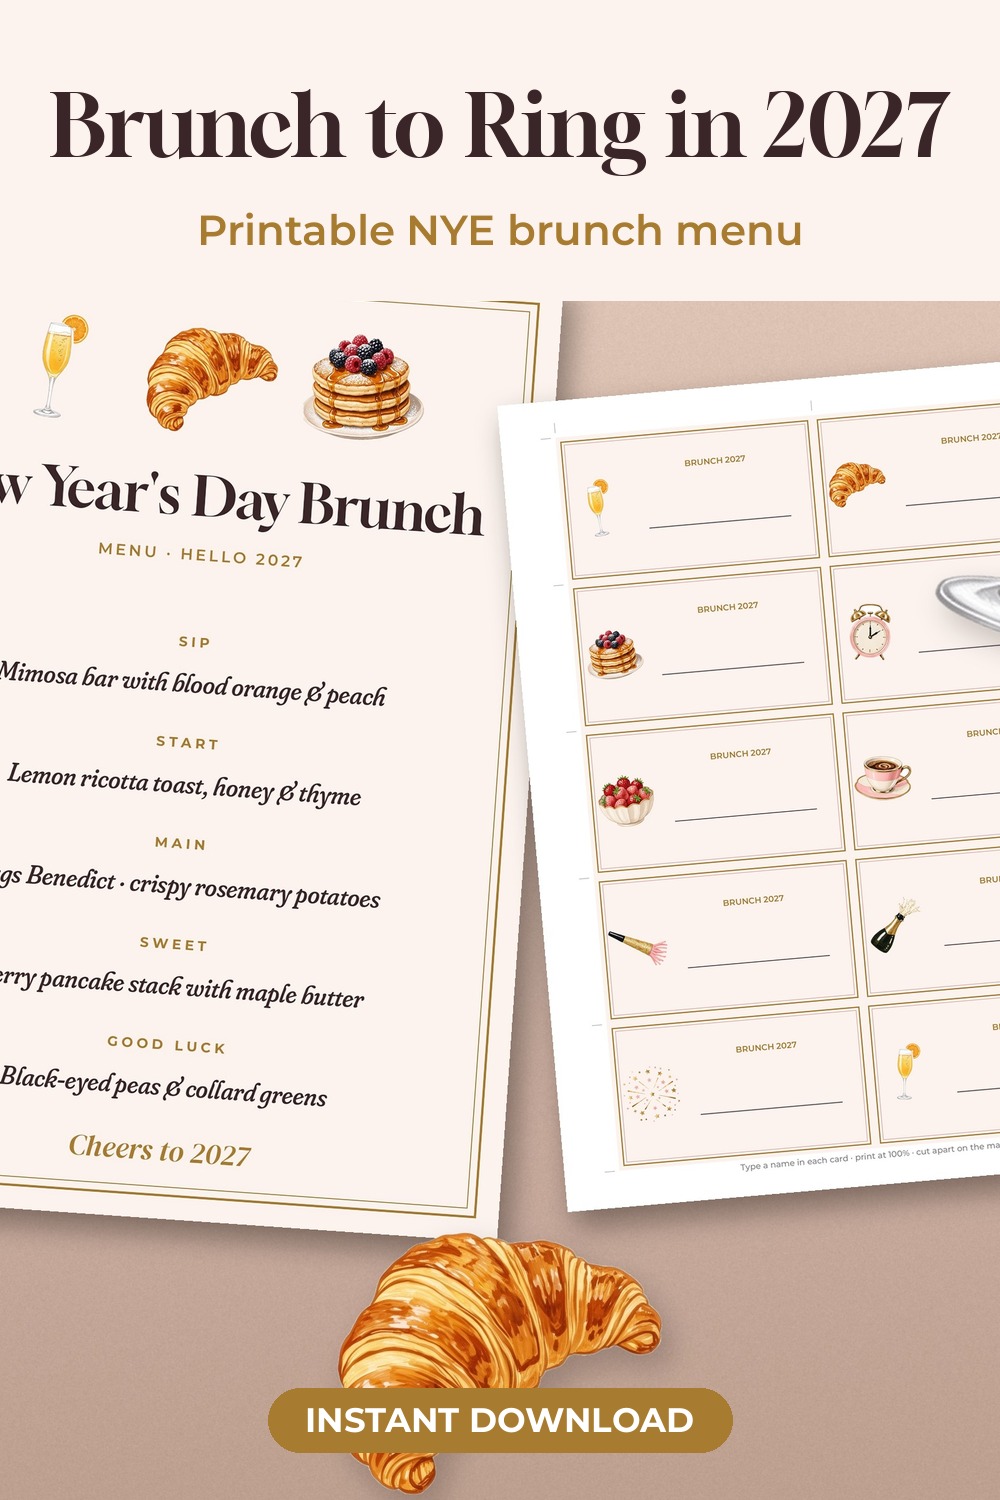 Brunch to Ring in 2027
Printable NYE brunch menu
Year's Day Brunch
MENU · HELLO 2027
SIP
Mimosa bar with blood orange & peach
START
Lemon ricotta toast, honey & thyme
MAIN
Benedict · crispy rosemary potatoes
SWEET
pancake stack with maple butter
GOOD LUCK
Black-eyed peas & collard greens
Cheers to 2027
BRUNCH 2027
BRUNCH 2027
BRUNCH 2027
BRUNCH 2027
BRUNCH 2027
BRUNCH 2027
Type a name in each card · print at 100% · cut apart on the
INSTANT DOWNLOAD